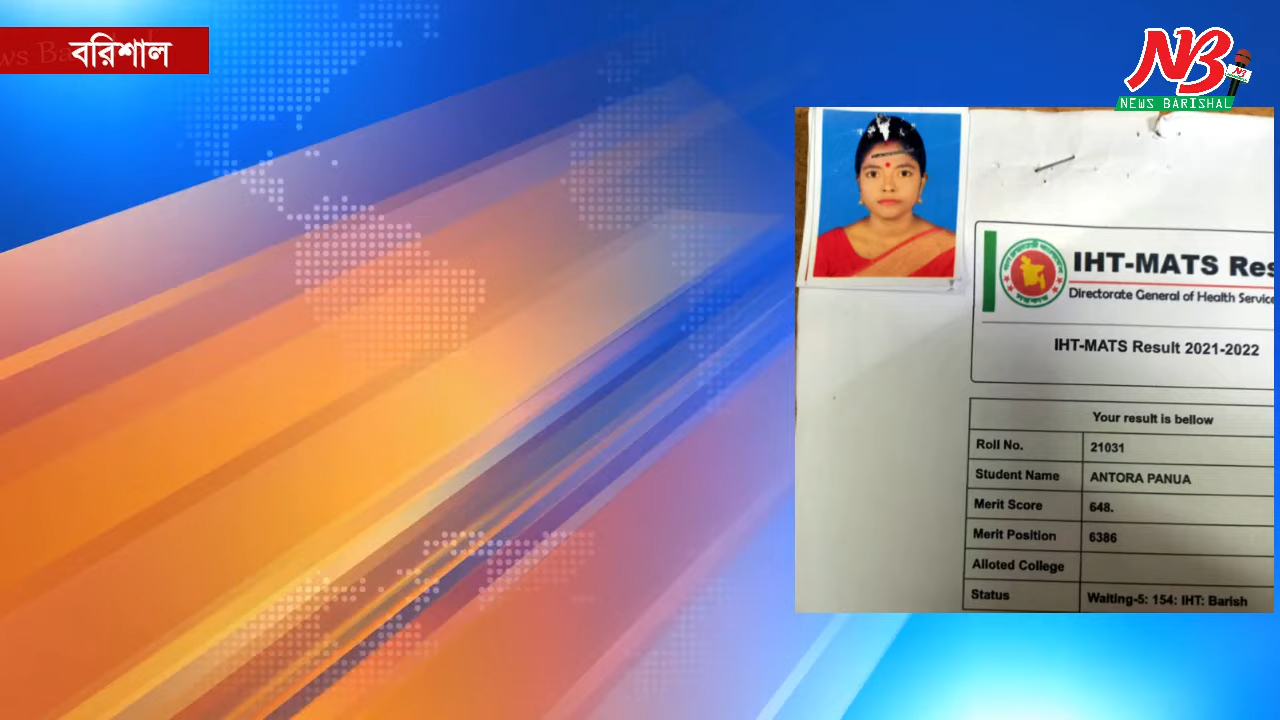 বরিশাল
NB
NEWS BARISHAL
IHT-MATS Res
Directorate General of Health Service
IHT-MATS Result 2021-2022
Your result is bellow
Roll No. 21031
Student Name ANTORA PANUA
Merit Score 648.
Merit Position 6386
Alloted College
Status Waiting-5: 154: IHT: Barish